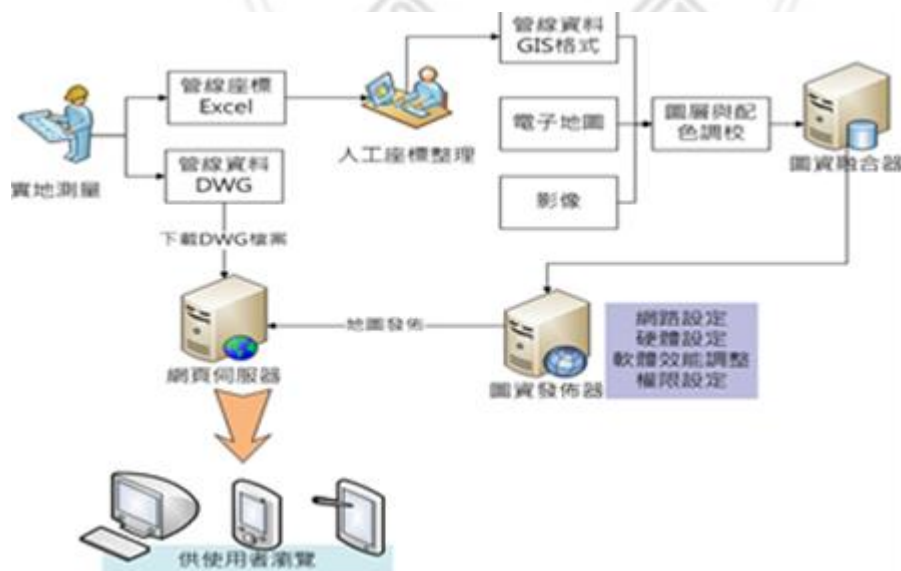 管線資料
GIS格式
管線座標
Excel
電子地圖
圖層與配
色調校
人工座標整理
圖資融合器
管線資料
DWG
實地測量
影像
下載DWG檔案
地圖發佈
網路設定
硬體設定
軟體效能調整
權限設定
網頁伺服器
圖資發佈器
供使用者瀏覽